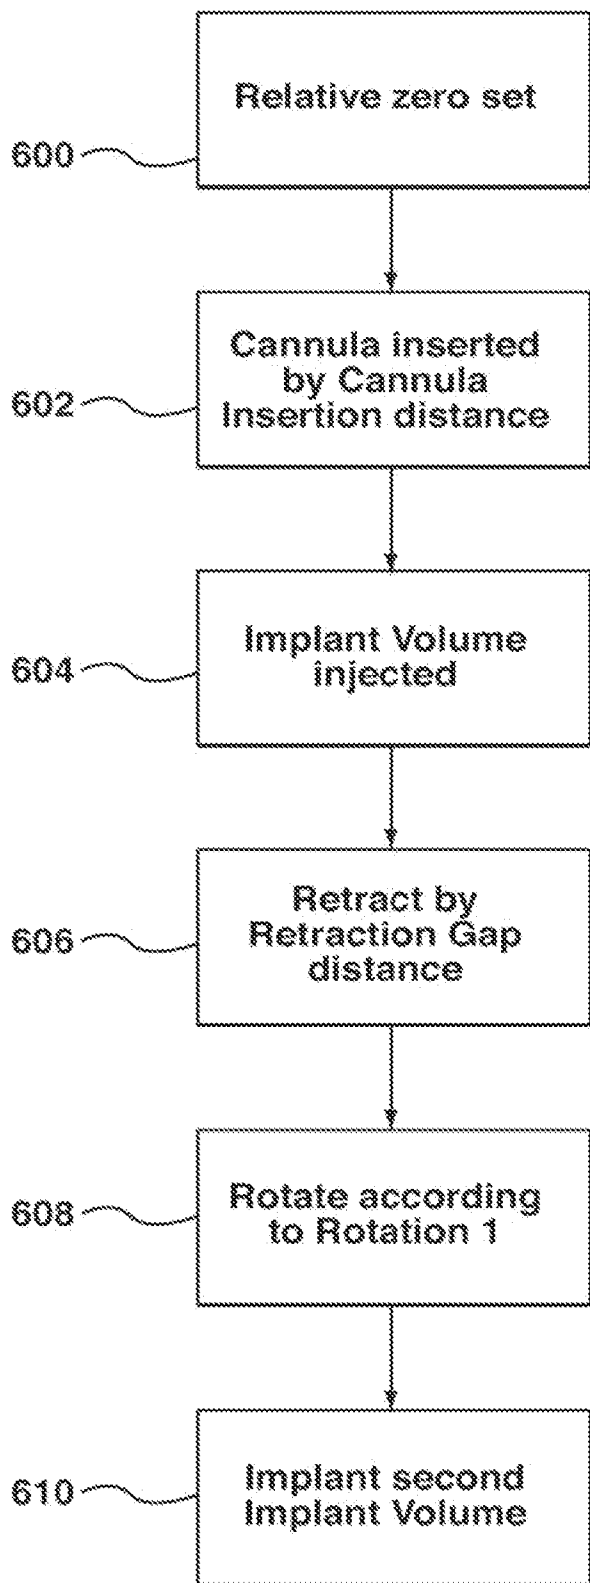 Relative zero set
600
Cannula inserted
by Cannula
Insertion distance
602
Implant Volume
injected
604
Retract by
Retraction Gap
distance
606
Rotate according
to Rotation 1
608
Implant second
Implant Volume
610